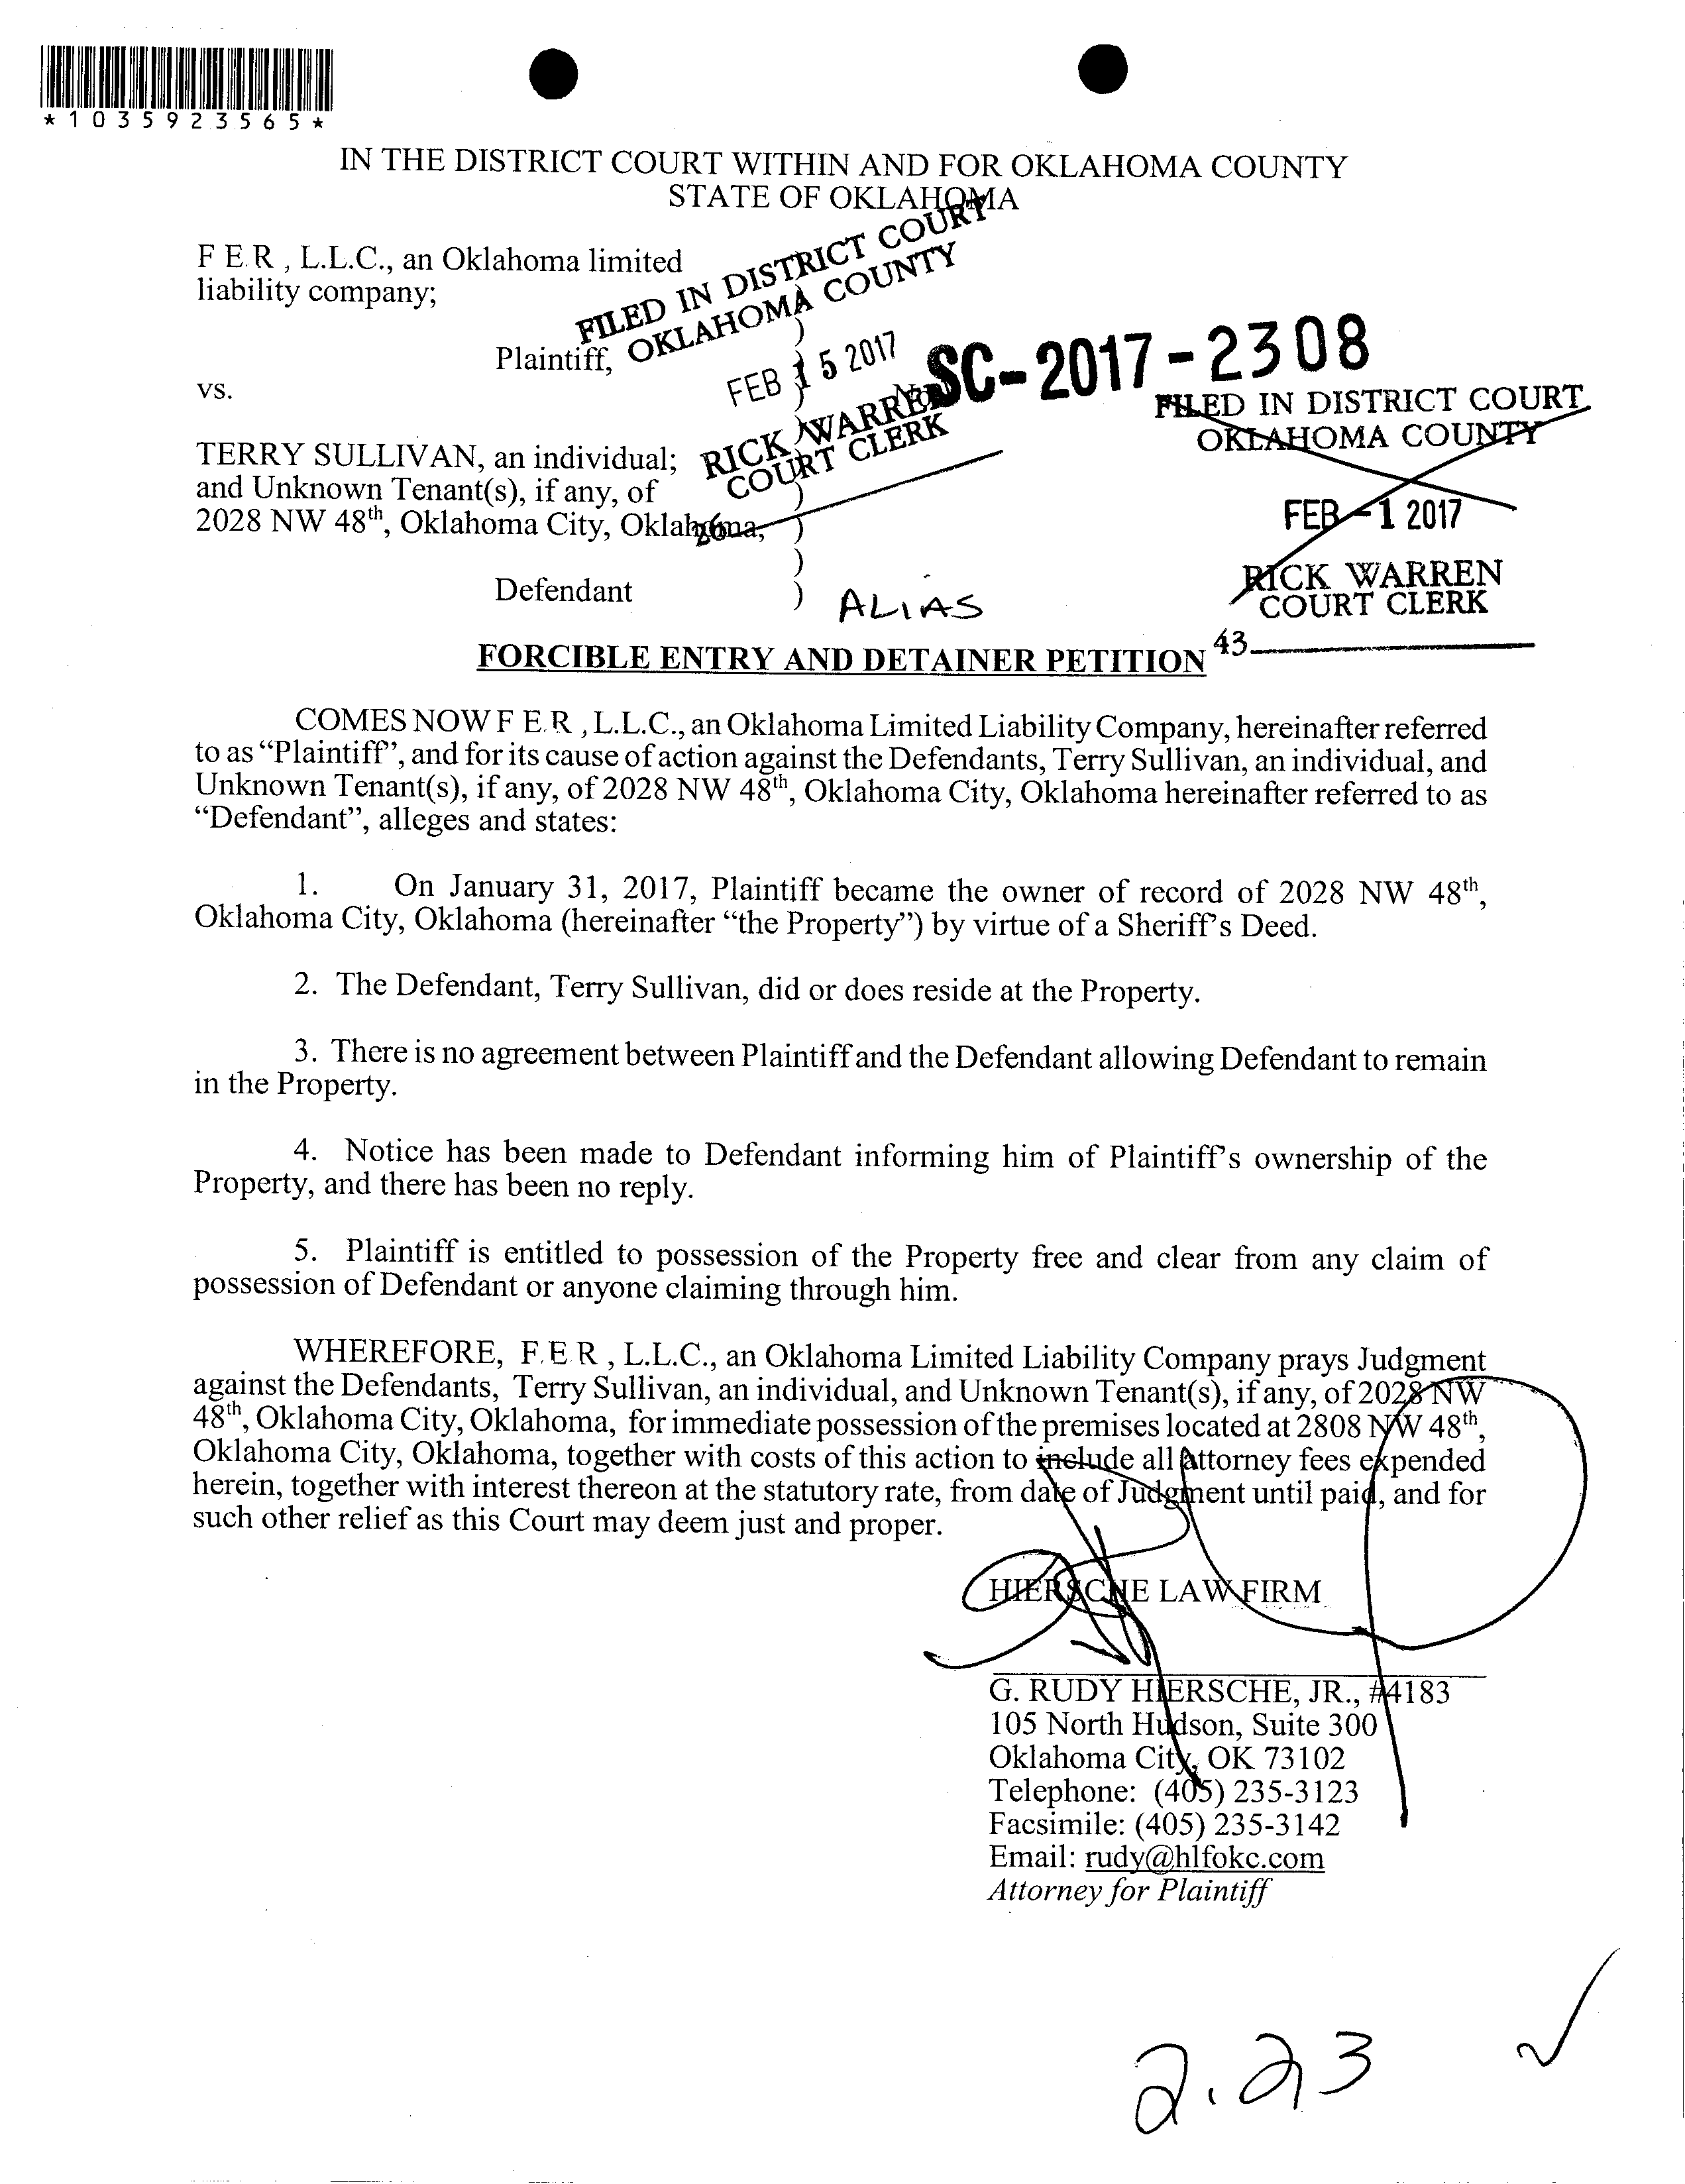 *1035923565*
IN THE DISTRICT COURT WITHIN AND FOR OKLAHOMA COUNTY
STATE OF OKLAHOMA
F.E.R., L.L.C., an Oklahoma limited
liability company;
Plaintiff,
vs.
TERRY SULLIVAN, an individual;
and Unknown Tenant(s), if any, of
2028 NW 48th, Oklahoma City, Oklahoma,
Defendant
)
)
)
)
)
)
)
)
)
FILED IN DISTRICT COURT
OKLAHOMA COUNTY
FEB 15 2017
RICK WARREN
COURT CLERK
26
SC-2017-2308
FILED IN DISTRICT COURT
OKLAHOMA COUNTY
FEB -1 2017
RICK WARREN
COURT CLERK
43
ALIAS
FORCIBLE ENTRY AND DETAINER PETITION
COMES NOW F.E.R., L.L.C., an Oklahoma Limited Liability Company, hereinafter referred
to as “Plaintiff”, and for its cause of action against the Defendants, Terry Sullivan, an individual, and
Unknown Tenant(s), if any, of 2028 NW 48th, Oklahoma City, Oklahoma hereinafter referred to as
“Defendant”, alleges and states:
1. On January 31, 2017, Plaintiff became the owner of record of 2028 NW 48th,
Oklahoma City, Oklahoma (hereinafter “the Property”) by virtue of a Sheriff’s Deed.
2. The Defendant, Terry Sullivan, did or does reside at the Property.
3. There is no agreement between Plaintiff and the Defendant allowing Defendant to remain
in the Property.
4. Notice has been made to Defendant informing him of Plaintiff’s ownership of the
Property, and there has been no reply.
5. Plaintiff is entitled to possession of the Property free and clear from any claim of
possession of Defendant or anyone claiming through him.
WHEREFORE, F.E.R., L.L.C., an Oklahoma Limited Liability Company prays Judgment
against the Defendants, Terry Sullivan, an individual, and Unknown Tenant(s), if any, of 2028 NW
48th, Oklahoma City, Oklahoma, for immediate possession of the premises located at 2808 NW 48th,
Oklahoma City, Oklahoma, together with costs of this action to include all attorney fees expended
herein, together with interest thereon at the statutory rate, from date of Judgment until paid, and for
such other relief as this Court may deem just and proper.
HIERSCHE LAW FIRM
G. RUDY HIERSCHE, JR., #4183
105 North Hudson, Suite 300
Oklahoma City, OK 73102
Telephone: (405) 235-3123
Facsimile: (405) 235-3142
Email: rudy@hlfokc.com
Attorney for Plaintiff
2.23